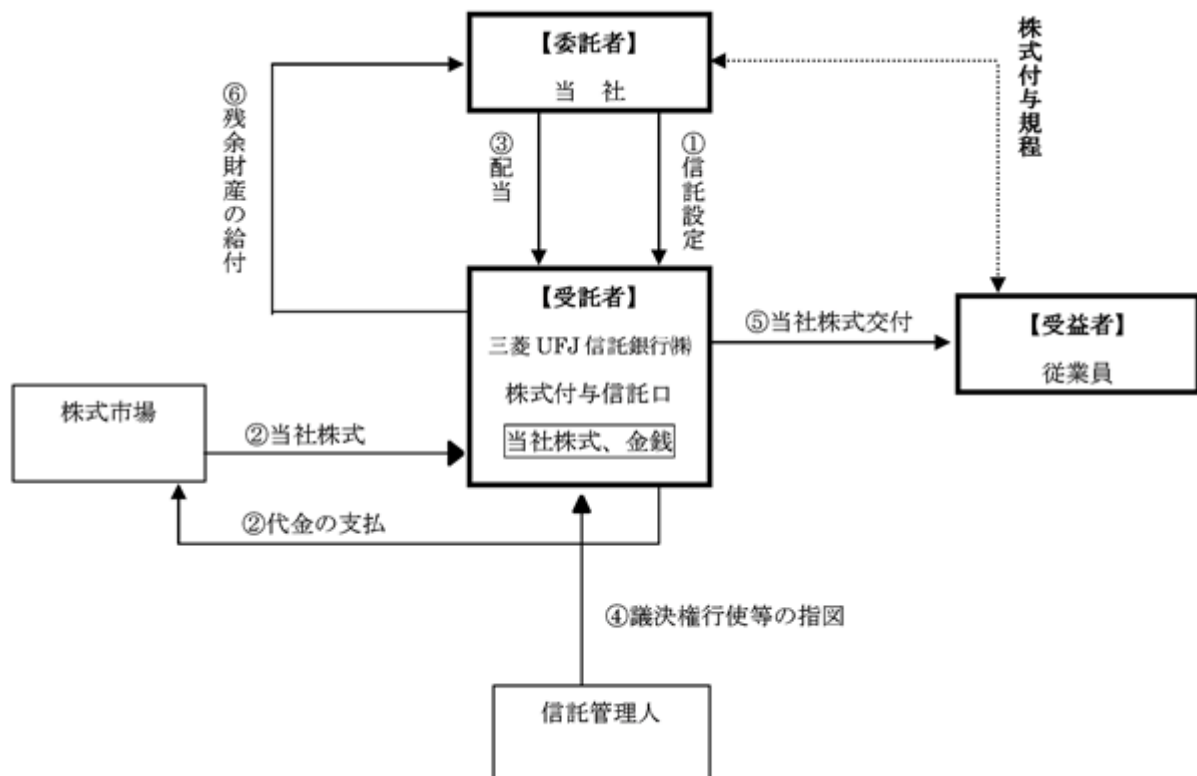 【委託者】
当 社
株式付与規程
⑥残余財産の給付
③配当
①信託設定
【受託者】
三菱 UFJ 信託銀行㈱
株式付与信託口
当社株式、金銭
⑤当社株式交付
【受益者】
従業員
株式市場
②当社株式
②代金の支払
④議決権行使等の指図
信託管理人